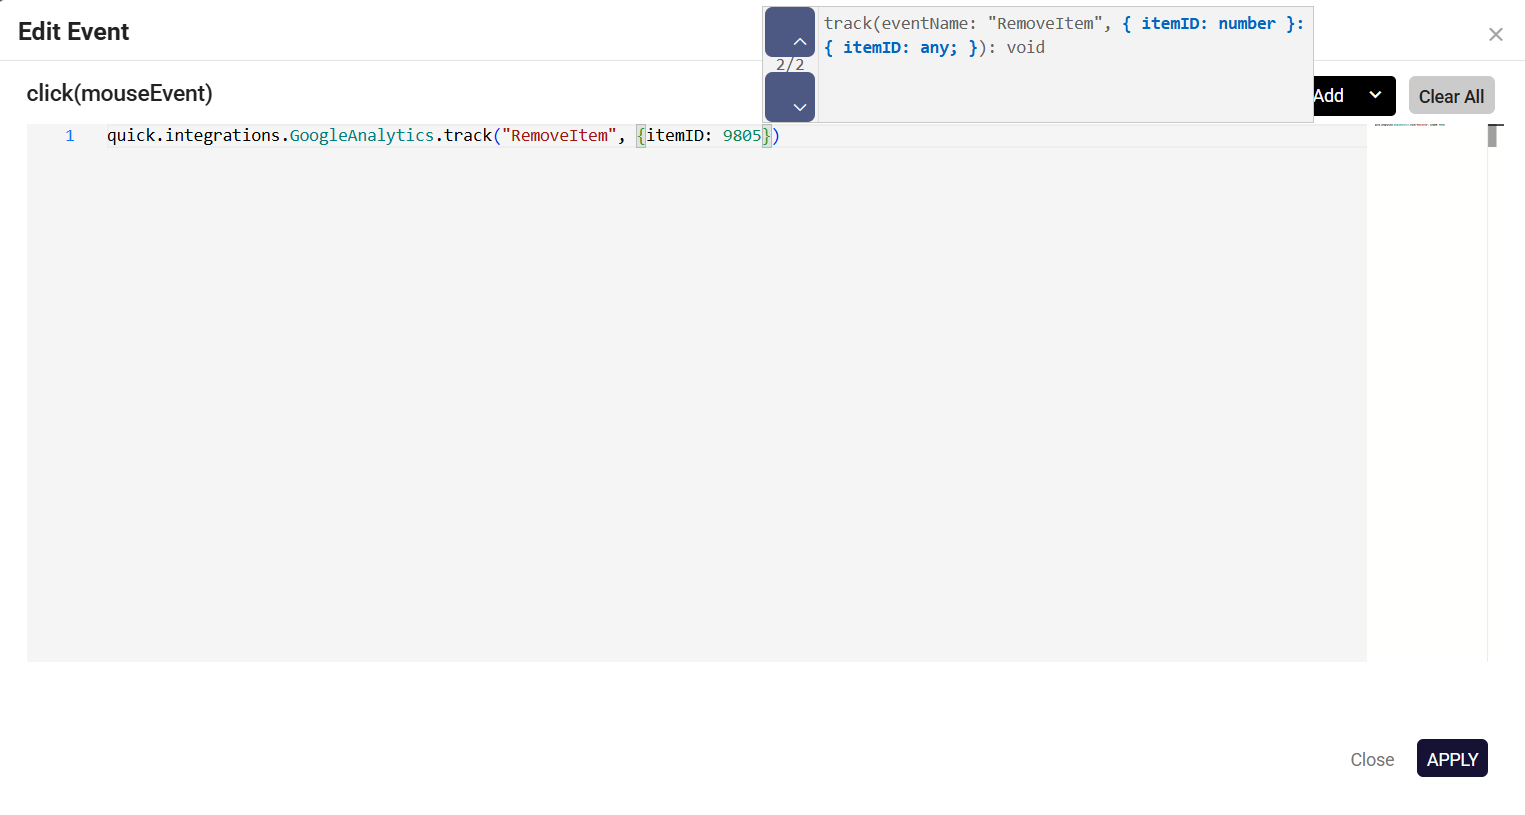 Edit Event
track(eventName: "RemoveItem", { itemID: number }:
{ itemID: any; }): void
2/2
click(mouseEvent)
Add
Clear All
1 quick.integrations.GoogleAnalytics.track("RemoveItem", {itemID: 9805})
Close
APPLY